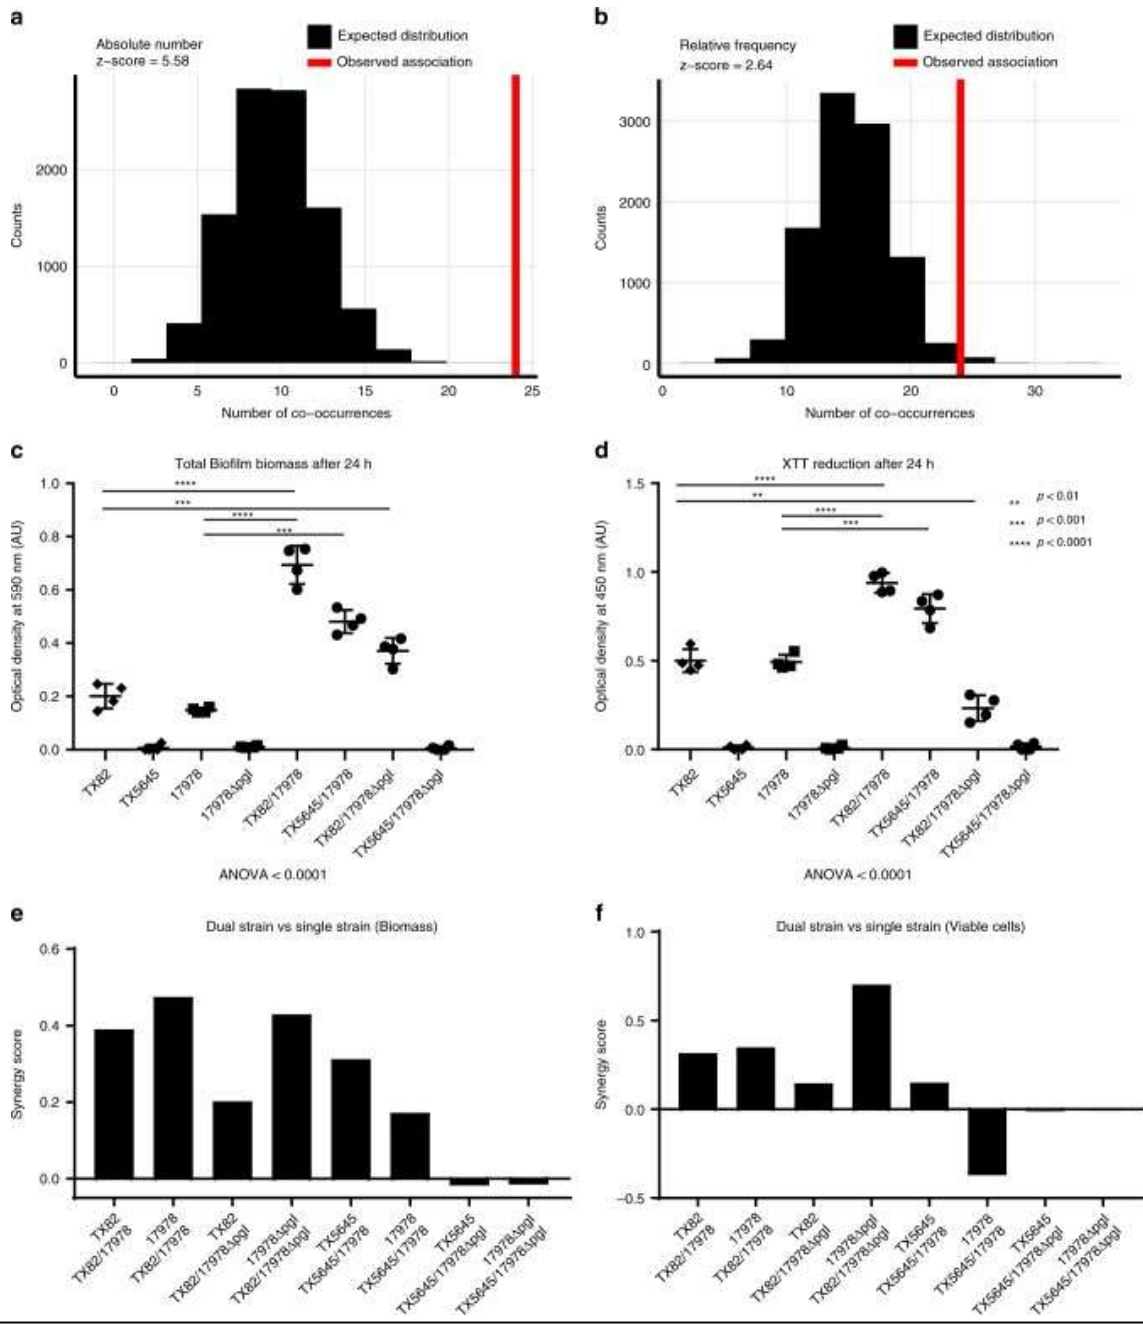 a
Absolute number
z-score = 5.58
Expected distribution
Observed association
Counts
2000
1000
0
0 5 10 15 20 25
Number of co-occurrences
b
Relative frequency
z-score = 2.64
Expected distribution
Observed association
Counts
3000
2000
1000
0
0 10 20 30
Number of co-occurrences
c
Total Biofilm biomass after 24 h
****
***
****
***
Optical density at 590 nm (AU)
1.0
0.8
0.6
0.4
0.2
0.0
TX82
TX5645
17978
17978Δpgl
TX82/17978
TX5645/17978
TX82/17978Δpgl
TX5645/17978Δpgl
ANOVA < 0.0001
d
XTT reduction after 24 h
****
**
****
***
** p < 0.01
*** p < 0.001
**** p < 0.0001
Optical density at 450 nm (AU)
1.5
1.0
0.5
0.0
TX82
TX5645
17978
17978Δpgl
TX82/17978
TX5645/17978
TX82/17978Δpgl
TX5645/17978Δpgl
ANOVA < 0.0001
e
Dual strain vs single strain (Biomass)
Synergy score
0.6
0.4
0.2
0.0
TX82
TX82/17978
17978
TX82/17978
TX82
TX82/17978Δpgl
17978Δpgl
TX82/17978Δpgl
TX5645
TX5645/17978
17978
TX5645/17978
TX5645
TX5645/17978Δpgl
17978Δpgl
TX5645/17978Δpgl
f
Dual strain vs single strain (Viable cells)
Synergy score
1.0
0.5
0.0
-0.5
TX82
TX82/17978
17978
TX82/17978
TX82
TX82/17978Δpgl
17978Δpgl
TX82/17978Δpgl
TX5645
TX5645/17978
17978
TX5645/17978
TX5645
TX5645/17978Δpgl
17978Δpgl
TX5645/17978Δpgl